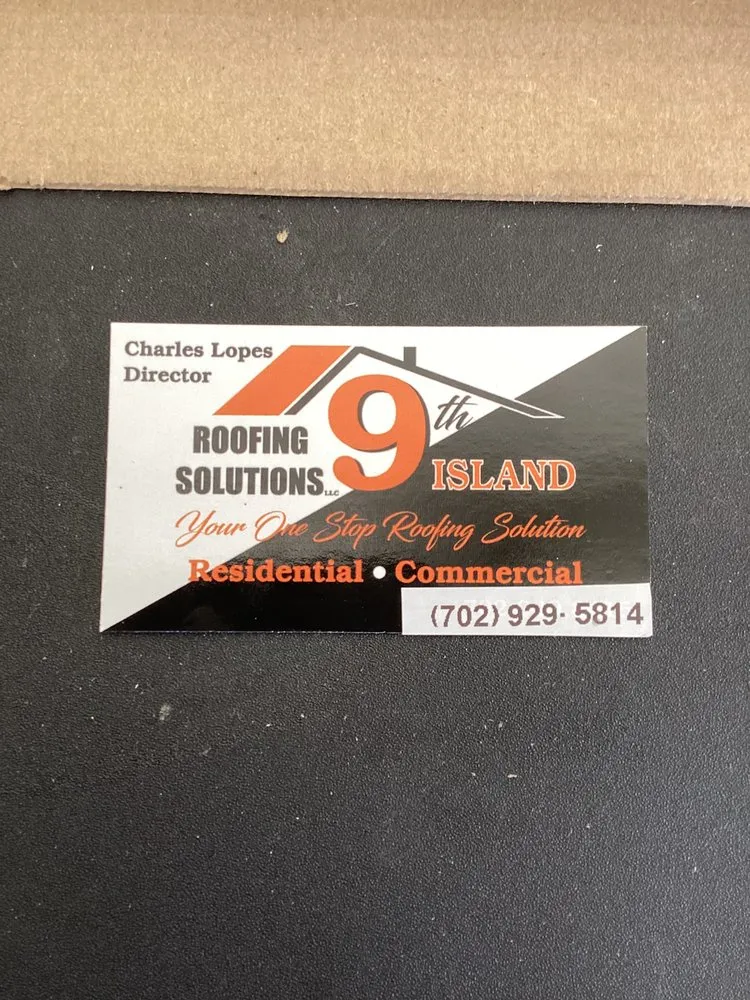 Charles Lopes
Director
9th
ROOFING
SOLUTIONS LLC
ISLAND
Your One Stop Roofing Solution
Residential • Commercial
(702) 929- 5814